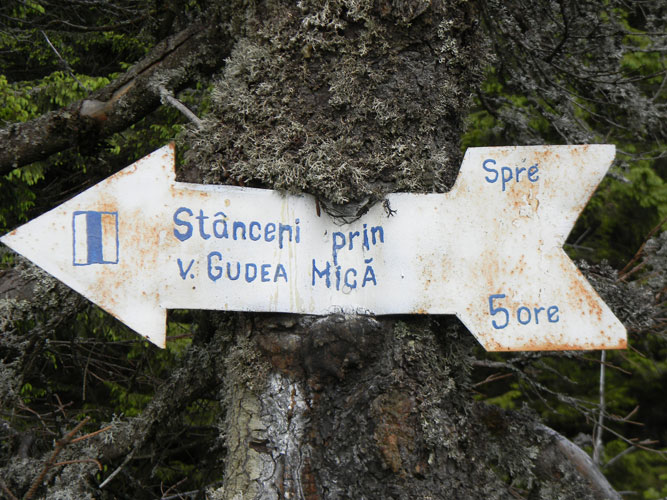 Spre
Stânceni prin
v. GUDEA MICĂ
5 ore